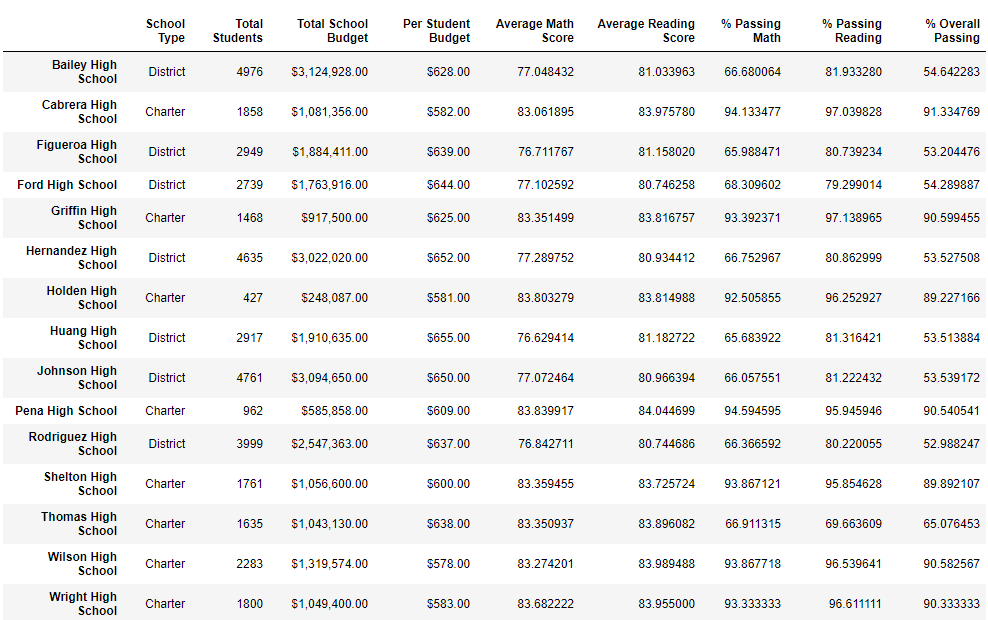 School Type Total Students Total School Budget Per Student Budget Average Math Score Average Reading Score % Passing Math % Passing Reading % Overall Passing
Bailey High School District 4976 $3,124,928.00 $628.00 77.048432 81.033963 66.680064 81.933280 54.642283
Cabrera High School Charter 1858 $1,081,356.00 $582.00 83.061895 83.975780 94.133477 97.039828 91.334769
Figueroa High School District 2949 $1,884,411.00 $639.00 76.711767 81.158020 65.988471 80.739234 53.204476
Ford High School District 2739 $1,763,916.00 $644.00 77.102592 80.746258 68.309602 79.299014 54.289887
Griffin High School Charter 1468 $917,500.00 $625.00 83.351499 83.816757 93.392371 97.138965 90.599455
Hernandez High School District 4635 $3,022,020.00 $652.00 77.289752 80.934412 66.752967 80.862999 53.527508
Holden High School Charter 427 $248,087.00 $581.00 83.803279 83.814988 92.505855 96.252927 89.227166
Huang High School District 2917 $1,910,635.00 $655.00 76.629414 81.182722 65.683922 81.316421 53.513884
Johnson High School District 4761 $3,094,650.00 $650.00 77.072464 80.966394 66.057551 81.222432 53.539172
Pena High School Charter 962 $585,858.00 $609.00 83.839917 84.044699 94.594595 95.945946 90.540541
Rodriguez High School District 3999 $2,547,363.00 $637.00 76.842711 80.744686 66.366592 80.220055 52.988247
Shelton High School Charter 1761 $1,056,600.00 $600.00 83.359455 83.725724 93.867121 95.854628 89.892107
Thomas High School Charter 1635 $1,043,130.00 $638.00 83.350937 83.896082 66.911315 69.663609 65.076453
Wilson High School Charter 2283 $1,319,574.00 $578.00 83.274201 83.989488 93.867718 96.539641 90.582567
Wright High School Charter 1800 $1,049,400.00 $583.00 83.682222 83.955000 93.333333 96.611111 90.333333